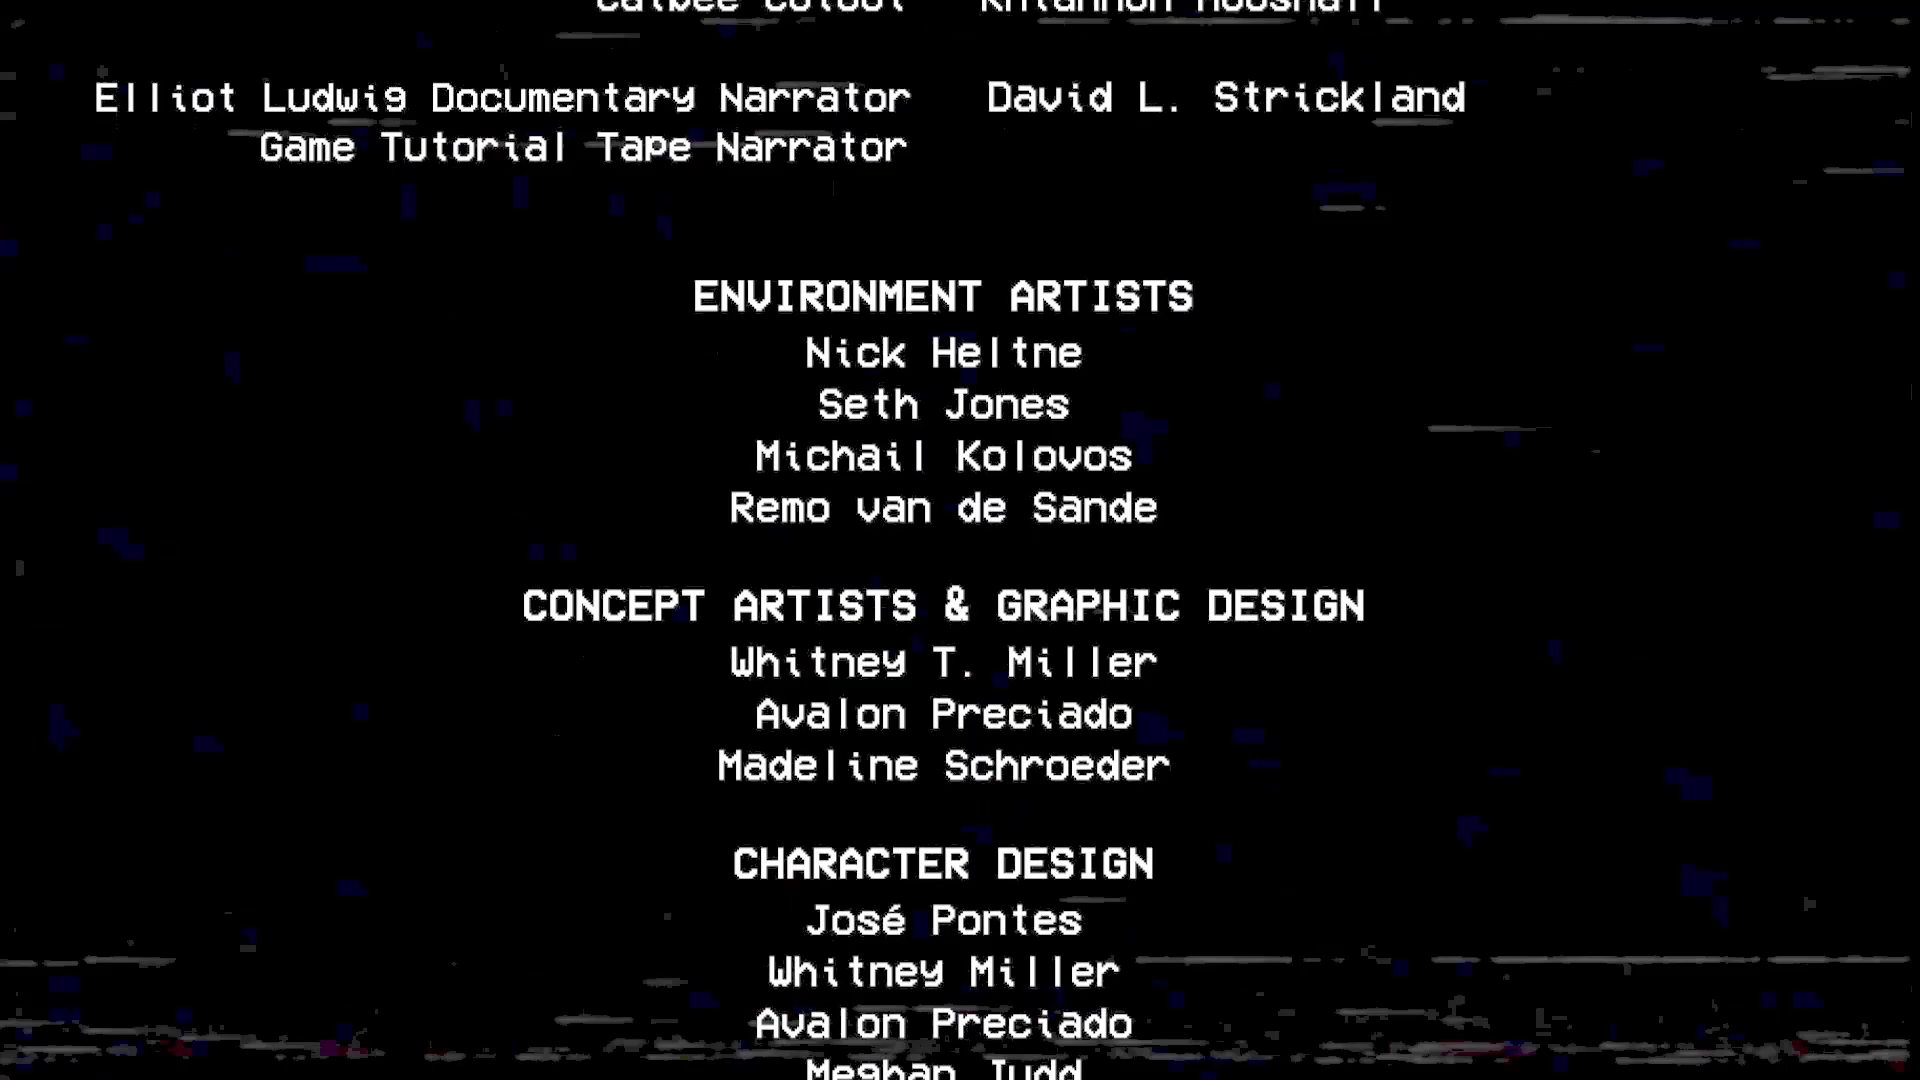 Elliot Ludwig Documentary Narrator David L. Strickland
Game Tutorial Tape Narrator
ENVIRONMENT ARTISTS
Nick Heltne
Seth Jones
Michail Kolovos
Remo van de Sande
CONCEPT ARTISTS & GRAPHIC DESIGN
Whitney T. Miller
Avalon Preciado
Madeline Schroeder
CHARACTER DESIGN
José Pontes
Whitney Miller
Avalon Preciado
Meghan Judd